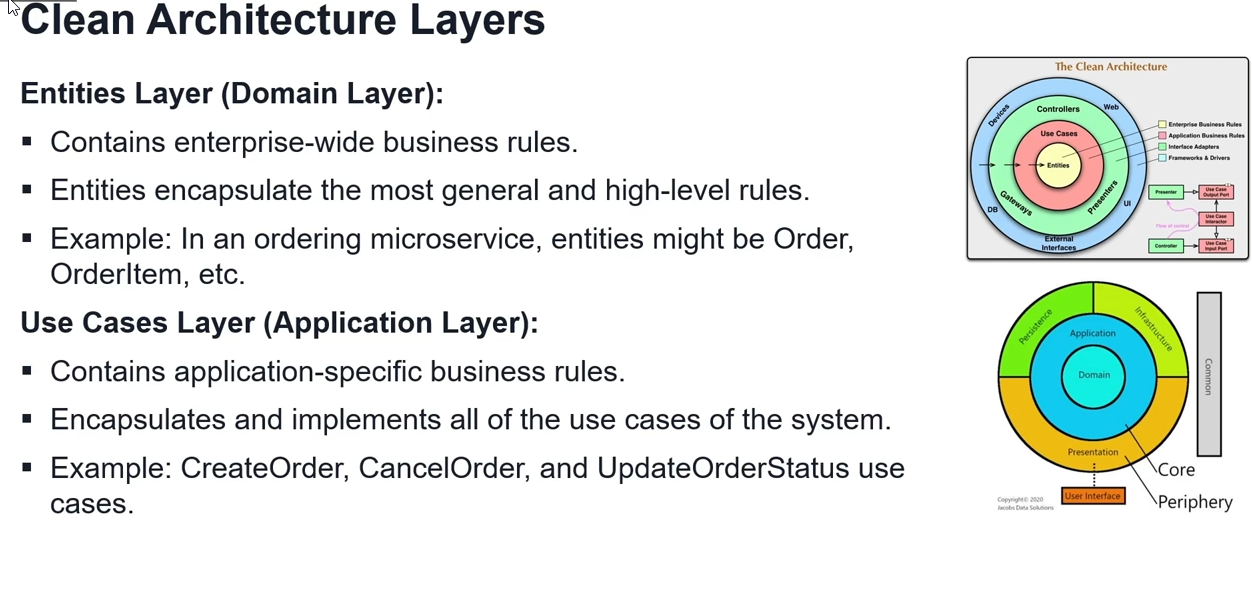 Clean Architecture Layers
Entities Layer (Domain Layer):
▪ Contains enterprise-wide business rules.
▪ Entities encapsulate the most general and high-level rules.
▪ Example: In an ordering microservice, entities might be Order,
OrderItem, etc.
Use Cases Layer (Application Layer):
▪ Contains application-specific business rules.
▪ Encapsulates and implements all of the use cases of the system.
▪ Example: CreateOrder, CancelOrder, and UpdateOrderStatus use
cases.
The Clean Architecture
Devices
Controllers
Web
Use Cases
Entities
Gateways
Presenters
DB
UI
External
Interfaces
Enterprise Business Rules
Application Business Rules
Interface Adapters
Frameworks & Drivers
Presenter
Use Case
Output Port
Use Case
Interactor
Flow of control
Controller
Use Case
Input Port
Persistence
Infrastructure
Application
Domain
Common
Presentation
Core
User Interface
Periphery
Copyright© 2020
Jacobs Data Solutions